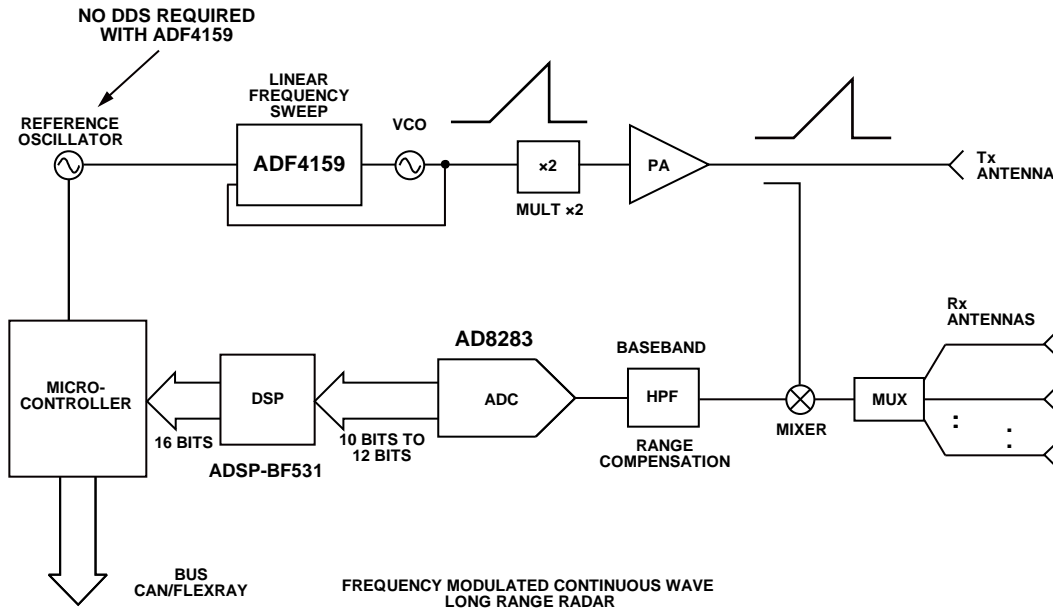 NO DDS REQUIRED
WITH ADF4159
LINEAR
FREQUENCY
SWEEP
REFERENCE
OSCILLATOR
VCO
ADF4159
×2
PA
MULT ×2
Tx
ANTENNA
Rx
ANTENNAS
AD8283
BASEBAND
MICRO-
CONTROLLER
DSP
ADC
HPF
MUX
MIXER
16 BITS
10 BITS TO
12 BITS
RANGE
COMPENSATION
ADSP-BF531
BUS
CAN/FLEXRAY
FREQUENCY MODULATED CONTINUOUS WAVE
LONG RANGE RADAR